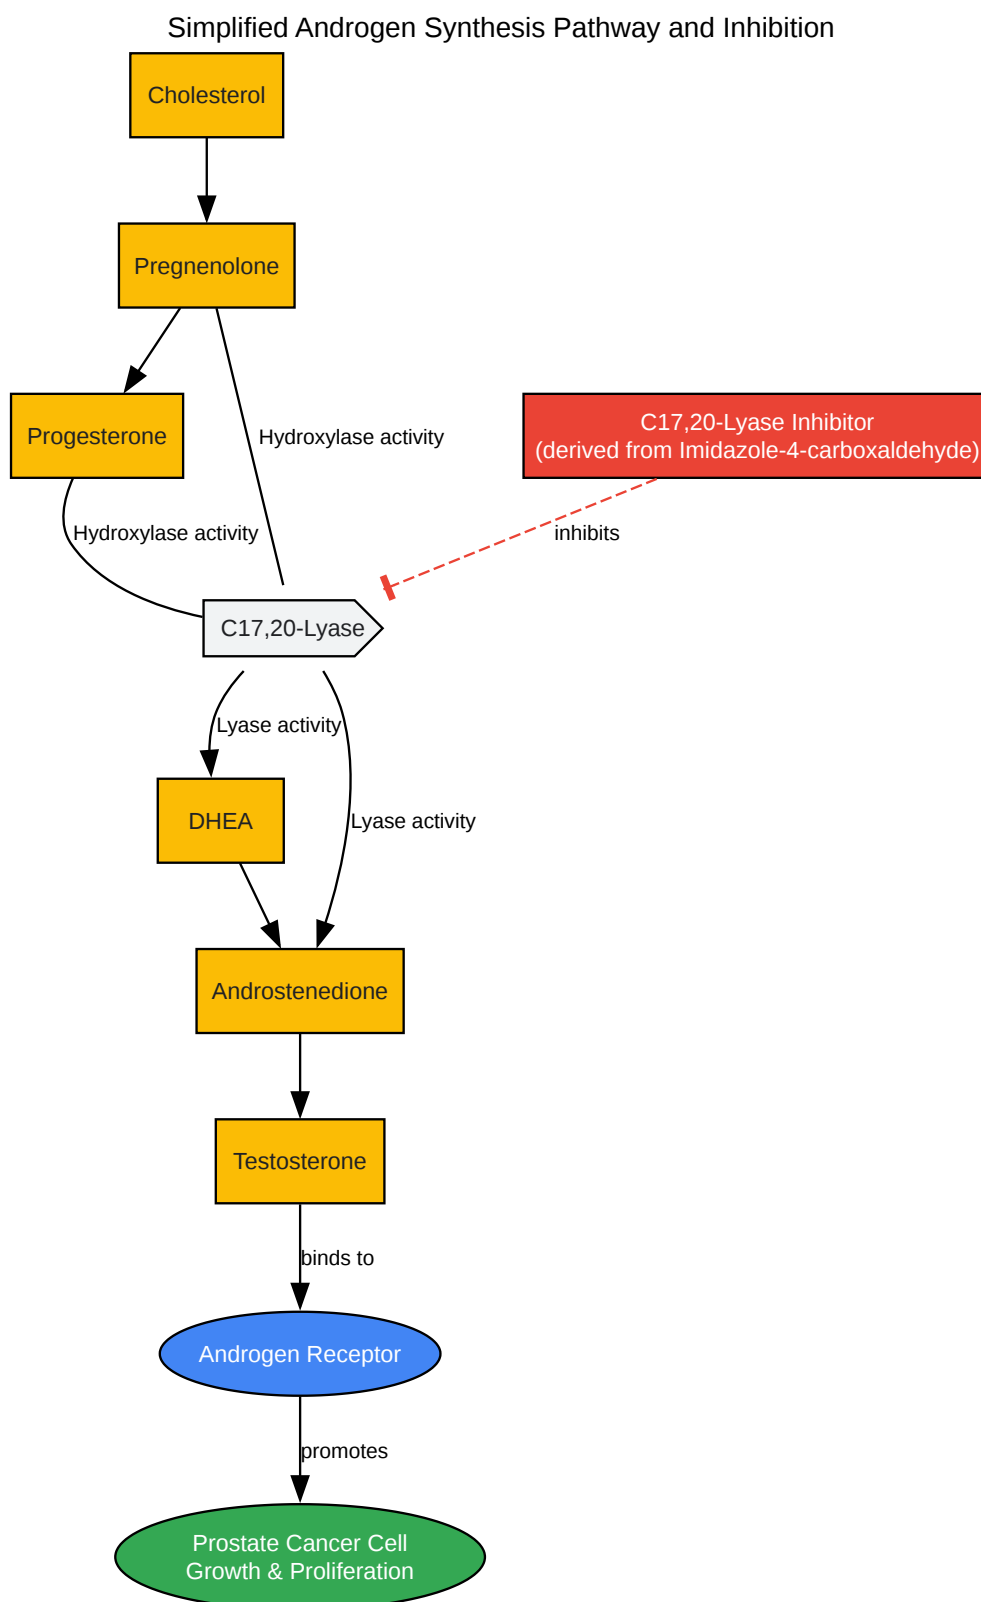 Simplified Androgen Synthesis Pathway and Inhibition
Cholesterol
Pregnenolone
Progesterone
Hydroxylase activity
C17,20-Lyase Inhibitor
(derived from Imidazole-4-carboxaldehyde)
Hydroxylase activity
inhibits
C17,20-Lyase
Lyase activity
DHEA
Lyase activity
Androstenedione
Testosterone
binds to
Androgen Receptor
promotes
Prostate Cancer Cell
Growth & Proliferation